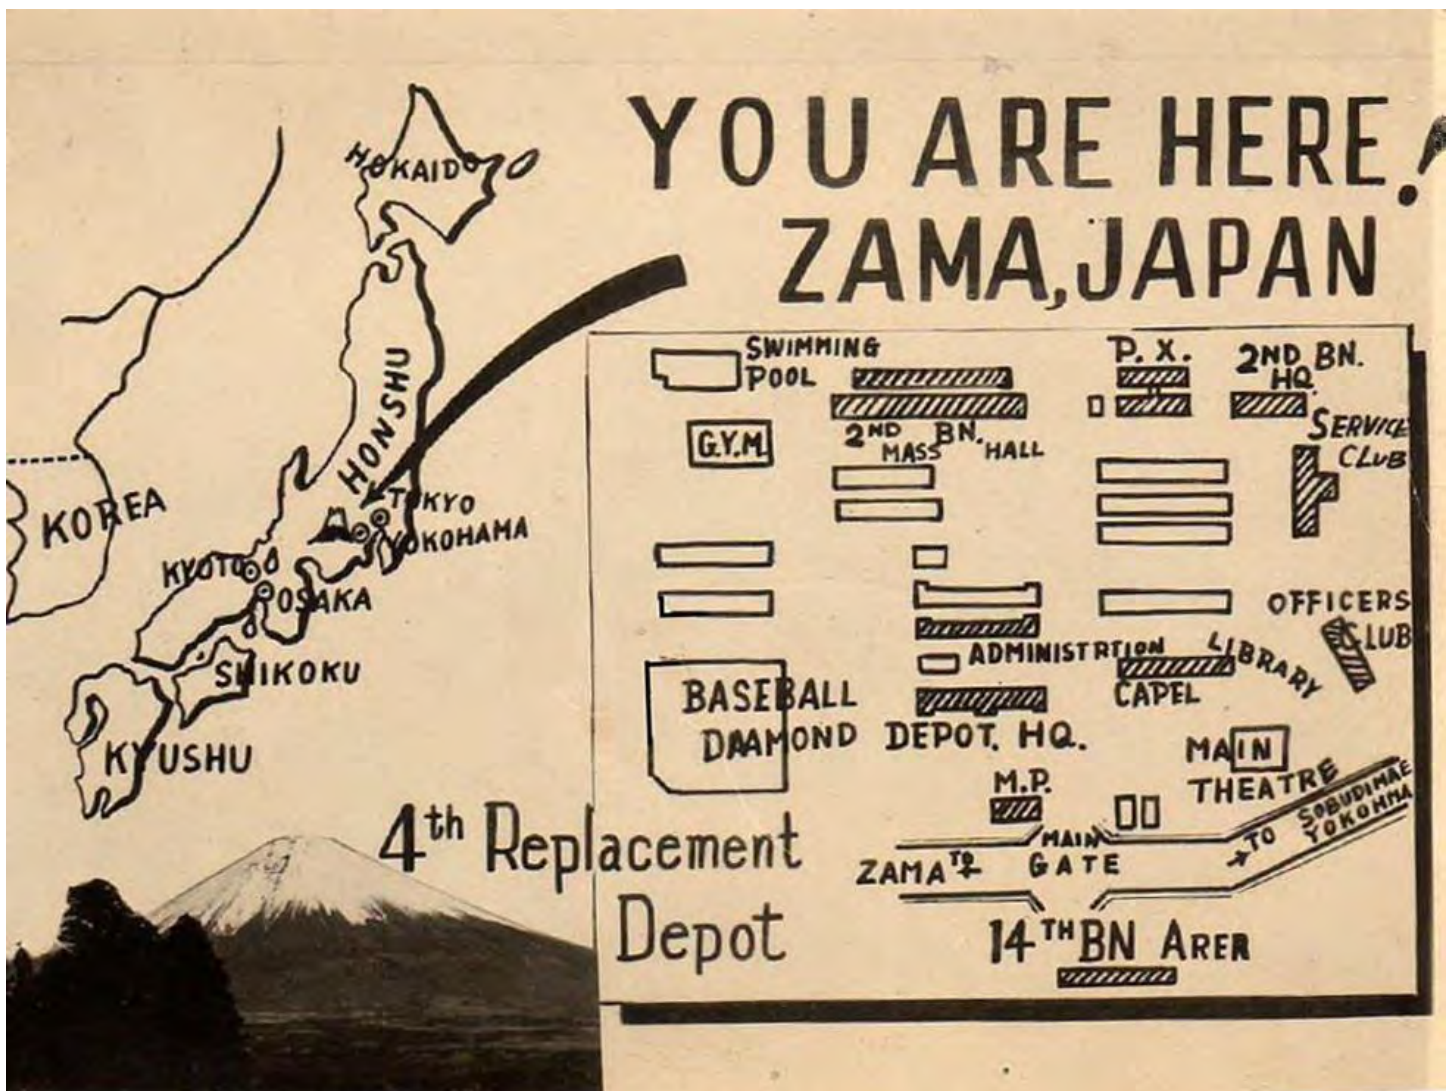 YOU ARE HERE!
ZAMA, JAPAN
HOKAIDO
HONSHU
KOREA
TOKYO
YOKOHAMA
KYOTO
OSAKA
SHIKOKU
KYUSHU
4th Replacement
Depot
SWIMMING
POOL
P. X.
2ND BN.
HQ.
G.Y.M.
2ND BN.
MASS HALL
SERVICE
CLUB
OFFICERS
CLUB
ADMINISTRTION
LIBRARY
CAPEL
BASEBALL
DAAMOND
DEPOT. HQ.
MAIN
THEATRE
M.P.
MAIN
GATE
ZAMA TO
TO SOBUDIMAE
YOKOHMA
14TH BN AREA